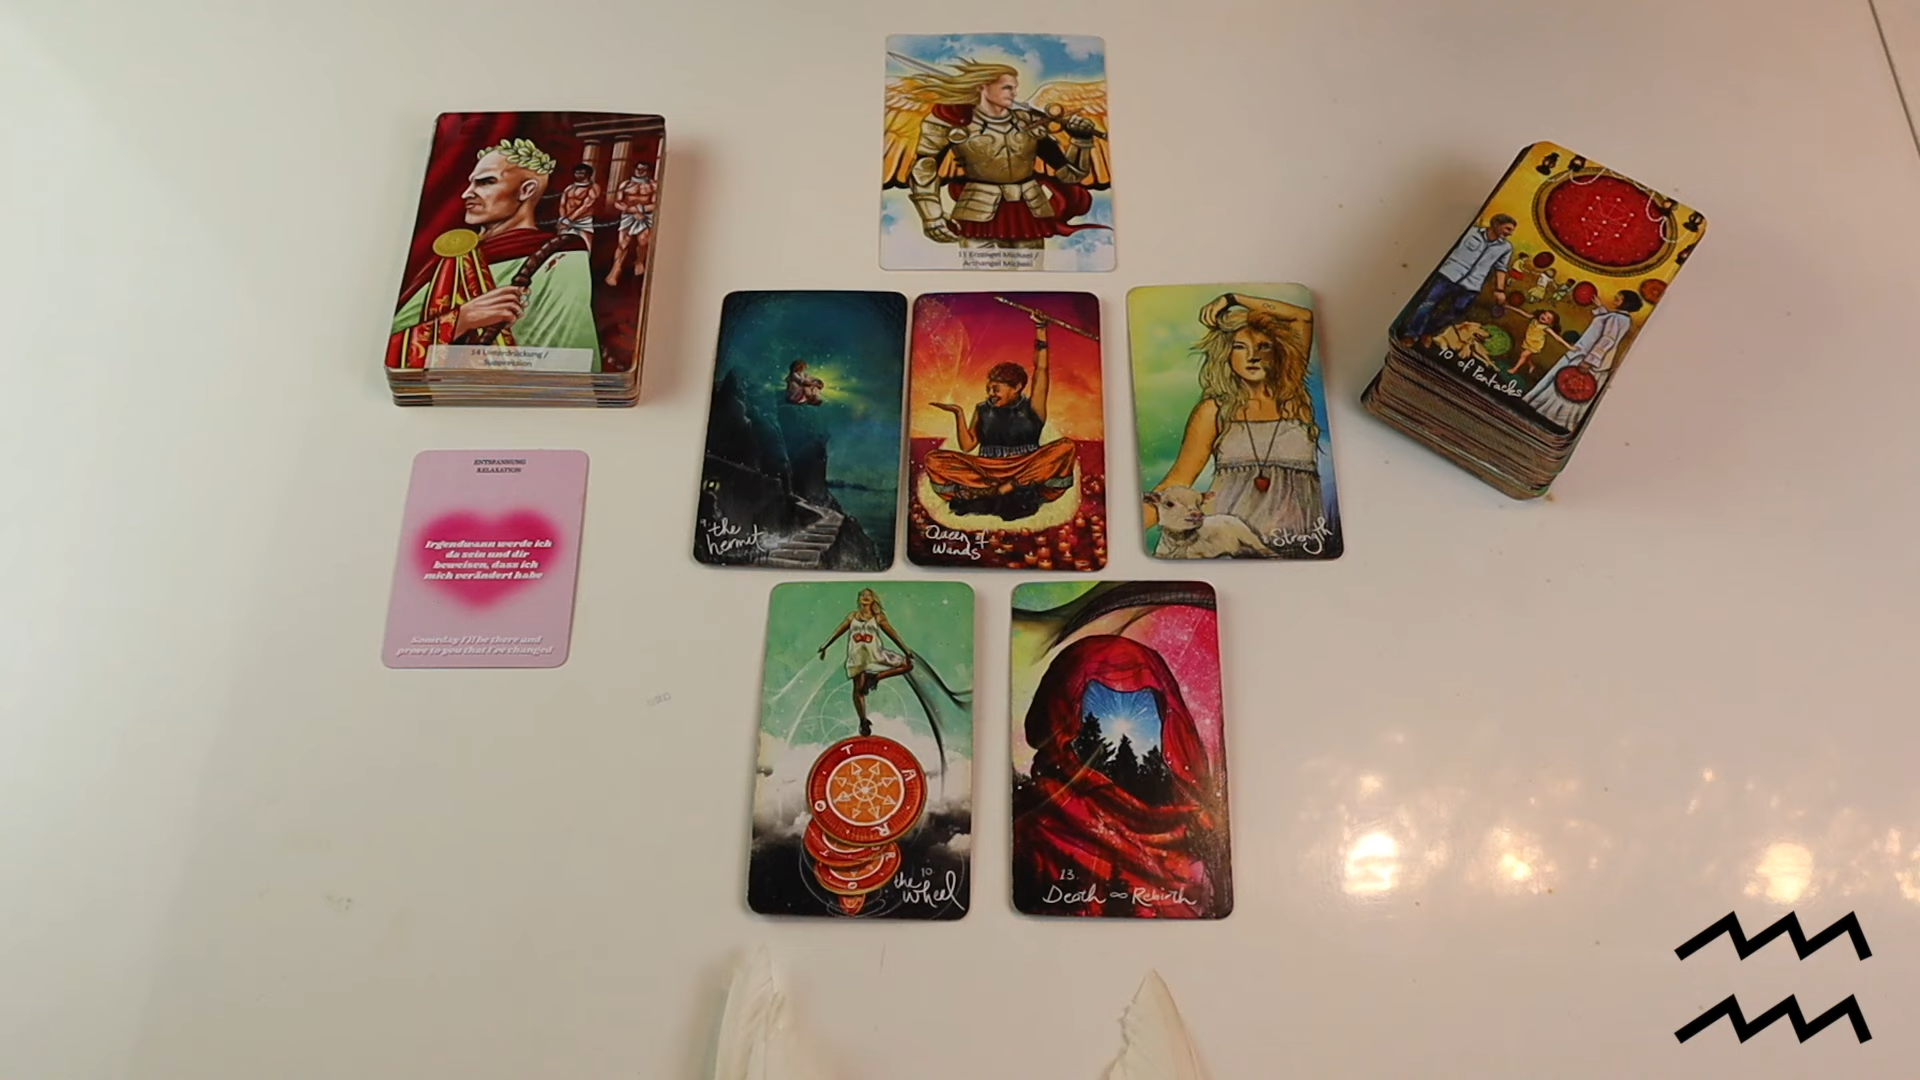 11 Erzengel Michael /
Archangel Michael
14 Unterdrückung /
Suppression
10 of Pentacles
ENTSPANNUNG
RELAXATION
Irgendwann werde ich
da sein und dir
beweisen, dass ich
mich verändert habe
Someday I'll be there and
prove to you that I've changed
9 the
hermit
Queen of
Wands
Strength
TARO
10
the
wheel
13.
Death ∞ Rebirth